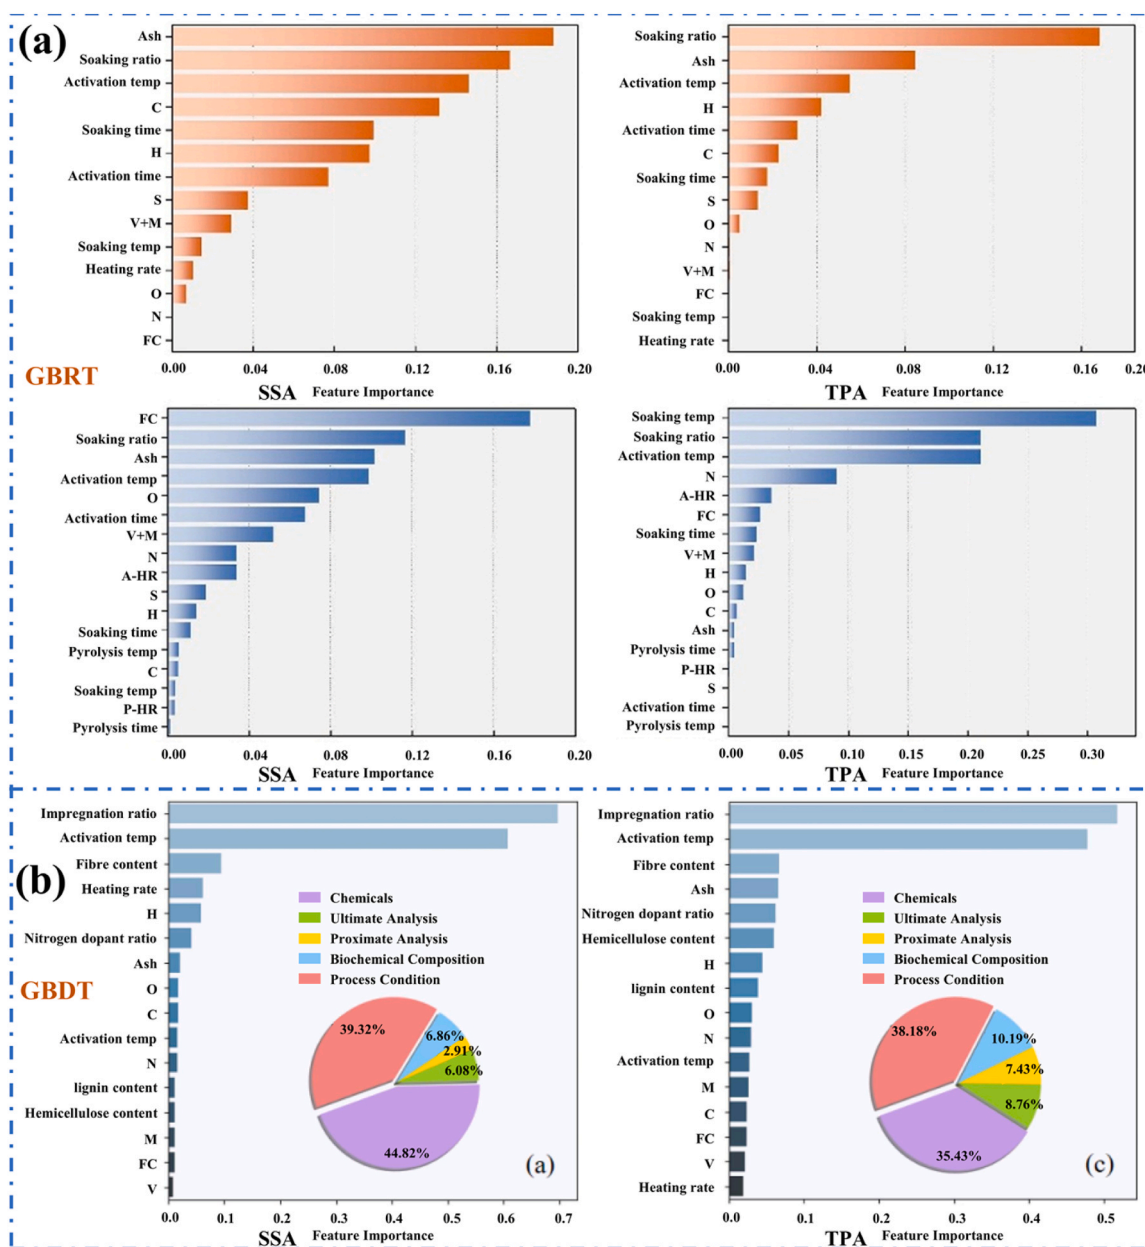 (a)
Ash
Soaking ratio
Activation temp
C
Soaking time
H
Activation time
S
V+M
Soaking temp
Heating rate
O
N
FC
0.00 0.04 0.08 0.12 0.16 0.20
SSA Feature Importance
Soaking ratio
Ash
Activation temp
H
Activation time
C
Soaking time
S
O
N
V+M
FC
Soaking temp
Heating rate
0.00 0.04 0.08 0.12 0.16 0.20
TPA Feature Importance
GBRT
FC
Soaking ratio
Ash
Activation temp
O
Activation time
V+M
N
A-HR
S
H
Soaking time
Pyrolysis temp
C
Soaking temp
P-HR
Pyrolysis time
0.00 0.04 0.08 0.12 0.16 0.20
SSA Feature Importance
Soaking temp
Soaking ratio
Activation temp
N
A-HR
FC
Soaking time
V+M
H
O
C
Ash
Pyrolysis time
P-HR
S
Activation time
Pyrolysis temp
0.00 0.05 0.10 0.15 0.20 0.25 0.30
TPA Feature Importance
(b)
GBDT
Impregnation ratio
Activation temp
Fibre content
Heating rate
H
Nitrogen dopant ratio
Ash
O
C
Activation temp
N
lignin content
Hemicellulose content
M
FC
V
Chemicals
Ultimate Analysis
Proximate Analysis
Biochemical Composition
Process Condition
39.32%
6.86%
2.91%
6.08%
44.82%
(a)
0.0 0.1 0.2 0.3 0.4 0.5 0.6 0.7
SSA Feature Importance
Impregnation ratio
Activation temp
Fibre content
Ash
Nitrogen dopant ratio
Hemicellulose content
H
lignin content
O
N
Activation temp
M
C
FC
V
Heating rate
Chemicals
Ultimate Analysis
Proximate Analysis
Biochemical Composition
Process Condition
38.18%
10.19%
7.43%
8.76%
35.43%
(c)
0.0 0.1 0.2 0.3 0.4 0.5
TPA Feature Importance